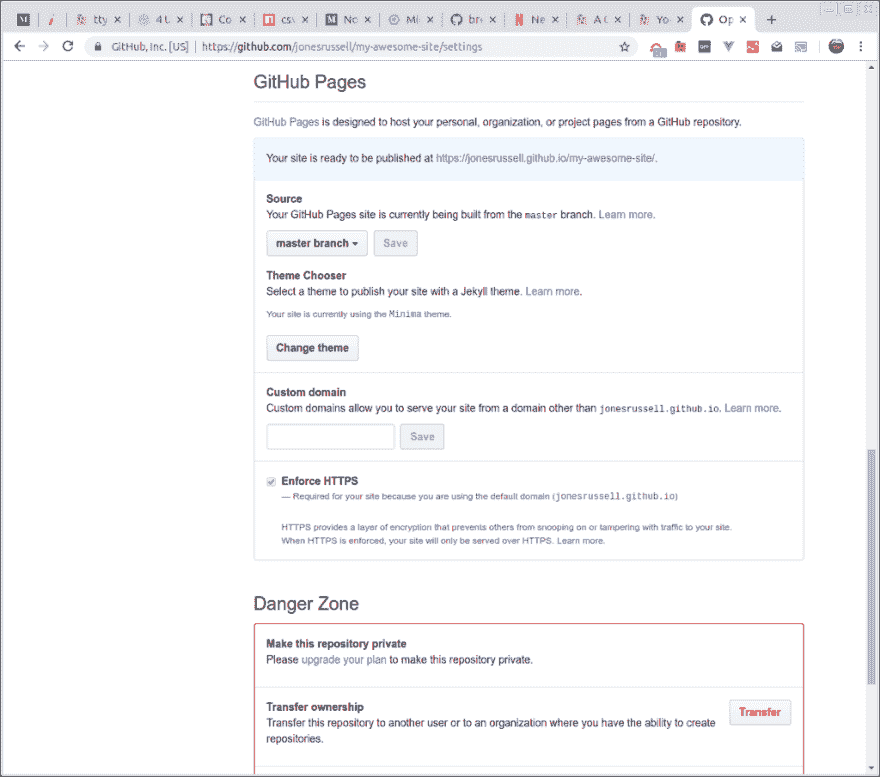 tty
4 U
Co
csv
No
Mi
br
Ne
A C
Yo
Op
GitHub, Inc. [US]
https://github.com/jonesrussell/my-awesome-site/settings
GitHub Pages
GitHub Pages is designed to host your personal, organization, or project pages from a GitHub repository.
Your site is ready to be published at https://jonesrussell.github.io/my-awesome-site/.
Source
Your GitHub Pages site is currently being built from the master branch. Learn more.
master branch
Save
Theme Chooser
Select a theme to publish your site with a Jekyll theme. Learn more.
Your site is currently using the Minima theme.
Change theme
Custom domain
Custom domains allow you to serve your site from a domain other than jonesrussell.github.io. Learn more.
Save
Enforce HTTPS
— Required for your site because you are using the default domain (jonesrussell.github.io)
HTTPS provides a layer of encryption that prevents others from snooping on or tampering with traffic to your site.
When HTTPS is enforced, your site will only be served over HTTPS. Learn more.
Danger Zone
Make this repository private
Please upgrade your plan to make this repository private.
Transfer ownership
Transfer this repository to another user or to an organization where you have the ability to create
repositories.
Transfer